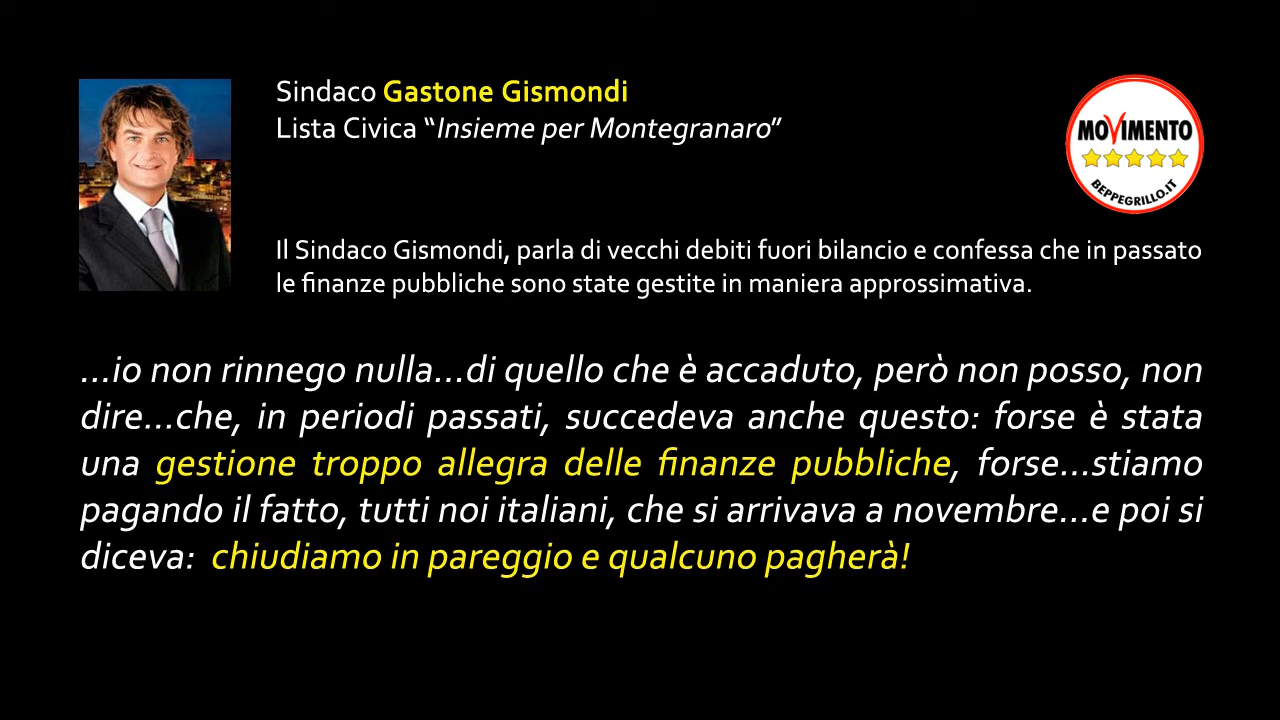 Sindaco Gastone Gismondi
Lista Civica “Insieme per Montegranaro”
MOVIMENTO
BEPPEGRILLO.IT
Il Sindaco Gismondi, parla di vecchi debiti fuori bilancio e confessa che in passato
le finanze pubbliche sono state gestite in maniera approssimativa.
...io non rinnego nulla...di quello che è accaduto, però non posso, non
dire...che, in periodi passati, succedeva anche questo: forse è stata
una gestione troppo allegra delle finanze pubbliche, forse...stiamo
pagando il fatto, tutti noi italiani, che si arrivava a novembre...e poi si
diceva: chiudiamo in pareggio e qualcuno pagherà!